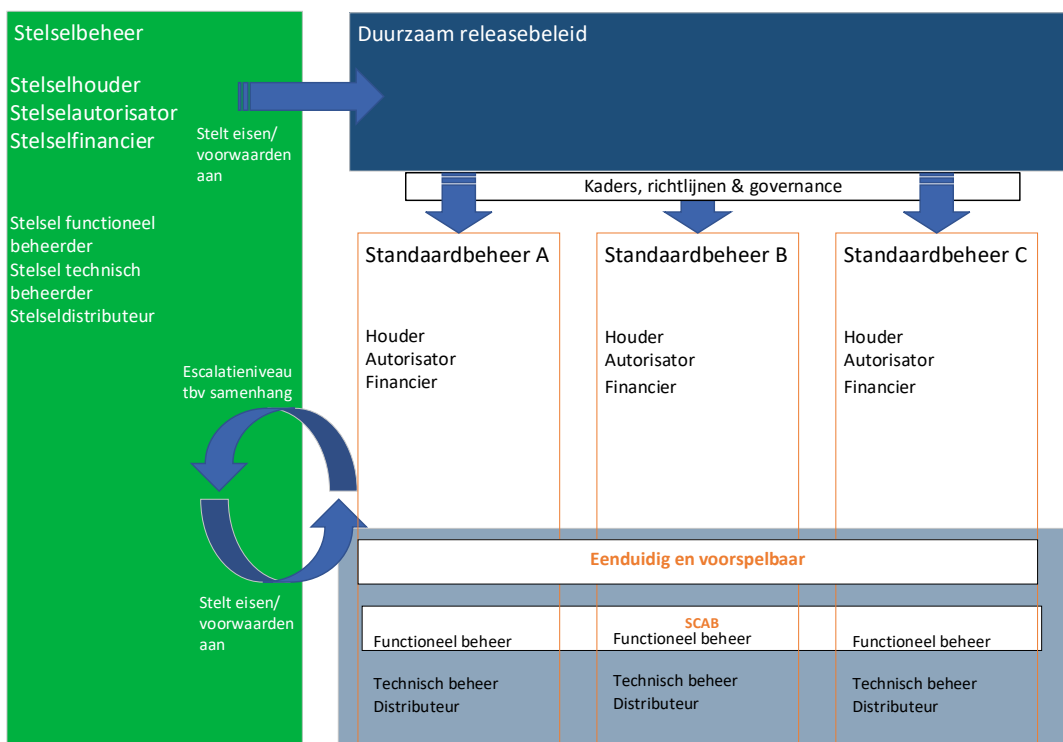 Stelselbeheer
Stelselhouder
Stelselautorisator
Stelselfinancier
Stelt eisen/
voorwaarden
aan
Stelsel functioneel
beheerder
Stelsel technisch
beheerder
Stelseldistributeur
Escalatieniveau
tbv samenhang
Stelt eisen/
voorwaarden
aan
Duurzaam releasebeleid
Kaders, richtlijnen & governance
Standaardbeheer A
Houder
Autorisator
Financier
Standaardbeheer B
Houder
Autorisator
Financier
Standaardbeheer C
Houder
Autorisator
Financier
Eenduidig en voorspelbaar
SCAB
Functioneel beheer
Functioneel beheer
Functioneel beheer
Technisch beheer
Distributeur
Technisch beheer
Distributeur
Technisch beheer
Distributeur